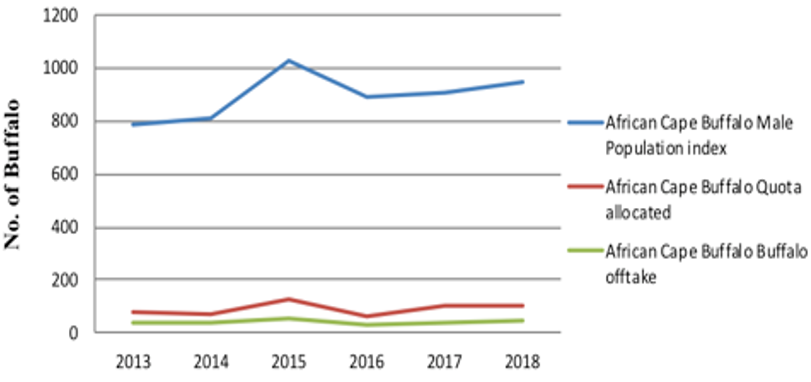 No. of Buffalo
1200
1000
800
600
400
200
0
2013 2014 2015 2016 2017 2018
African Cape Buffalo Male
Population index
African Cape Buffalo Quota
allocated
African Cape Buffalo Buffalo
offtake